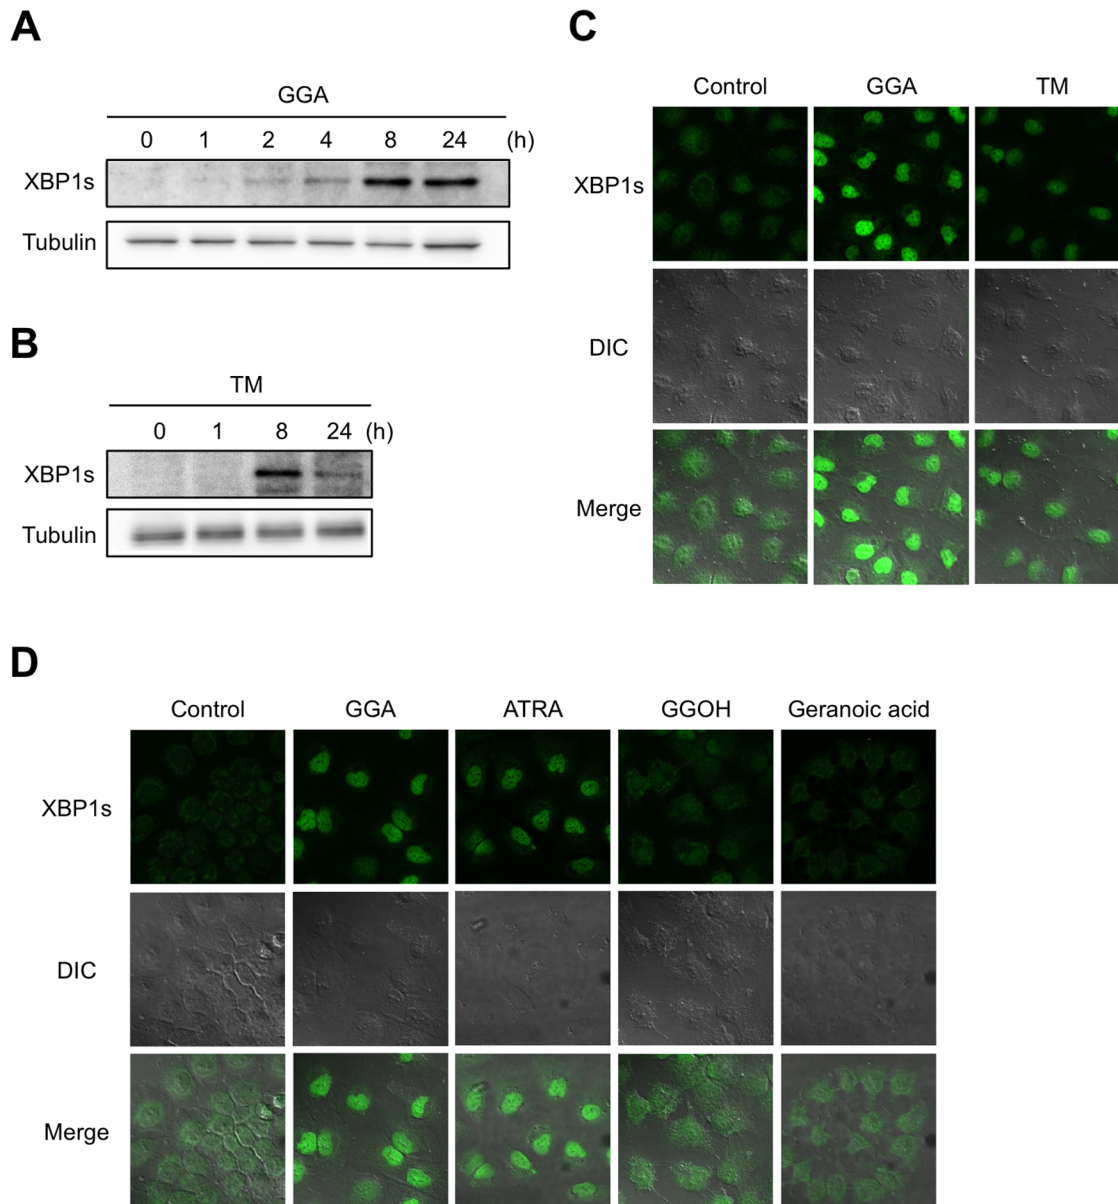 A
GGA
0 1 2 4 8 24 (h)
XBP1s
Tubulin
B
TM
0 1 8 24 (h)
XBP1s
Tubulin
C
Control GGA TM
XBP1s
DIC
Merge
D
Control GGA ATRA GGOH Geranoic acid
XBP1s
DIC
Merge